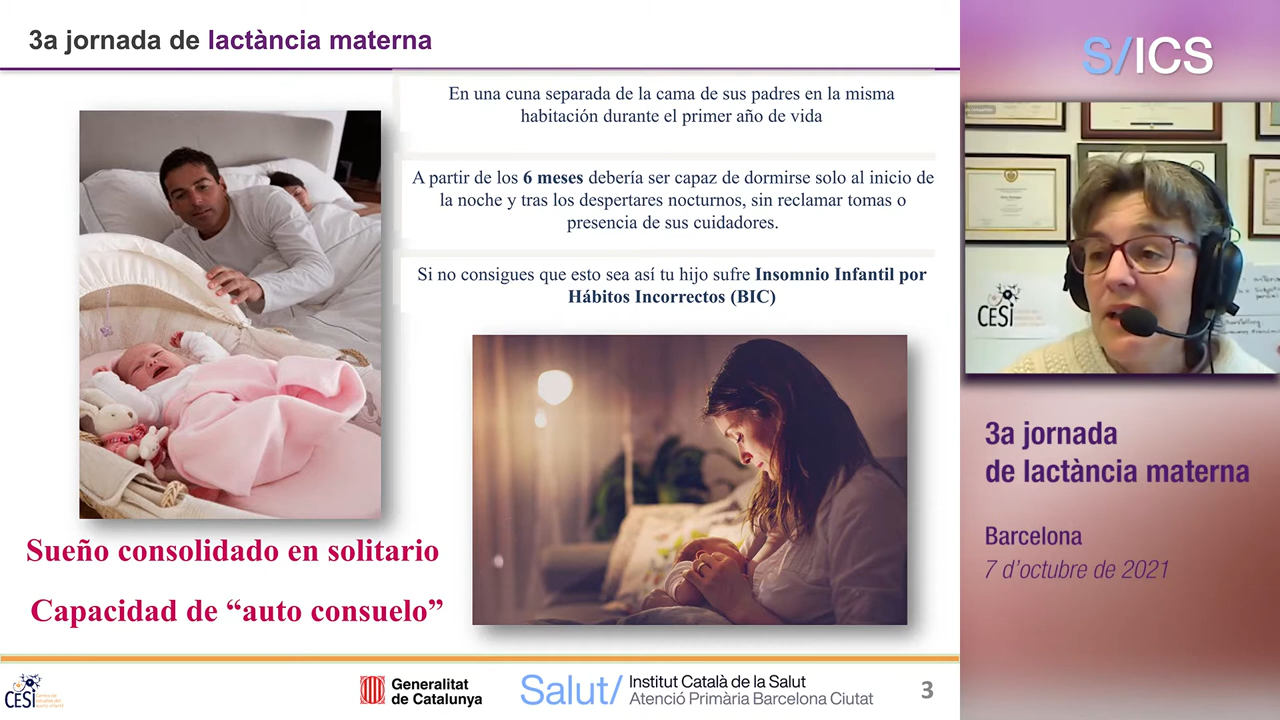 3a jornada de lactància materna
En una cuna separada de la cama de sus padres en la misma
habitación durante el primer año de vida
A partir de los 6 meses debería ser capaz de dormirse solo al inicio de
la noche y tras los despertares nocturnos, sin reclamar tomas o
presencia de sus cuidadores.
Si no consigues que esto sea así tu hijo sufre Insomnio Infantil por
Hábitos Incorrectos (BIC)
Sueño consolidado en solitario
Capacidad de “auto consuelo”
CESI
Generalitat
de Catalunya
Salut/
Institut Català de la Salut
Atenció Primària Barcelona Ciutat
3
S/ICS
CESI
3a jornada
de lactància materna
Barcelona
7 d’octubre de 2021